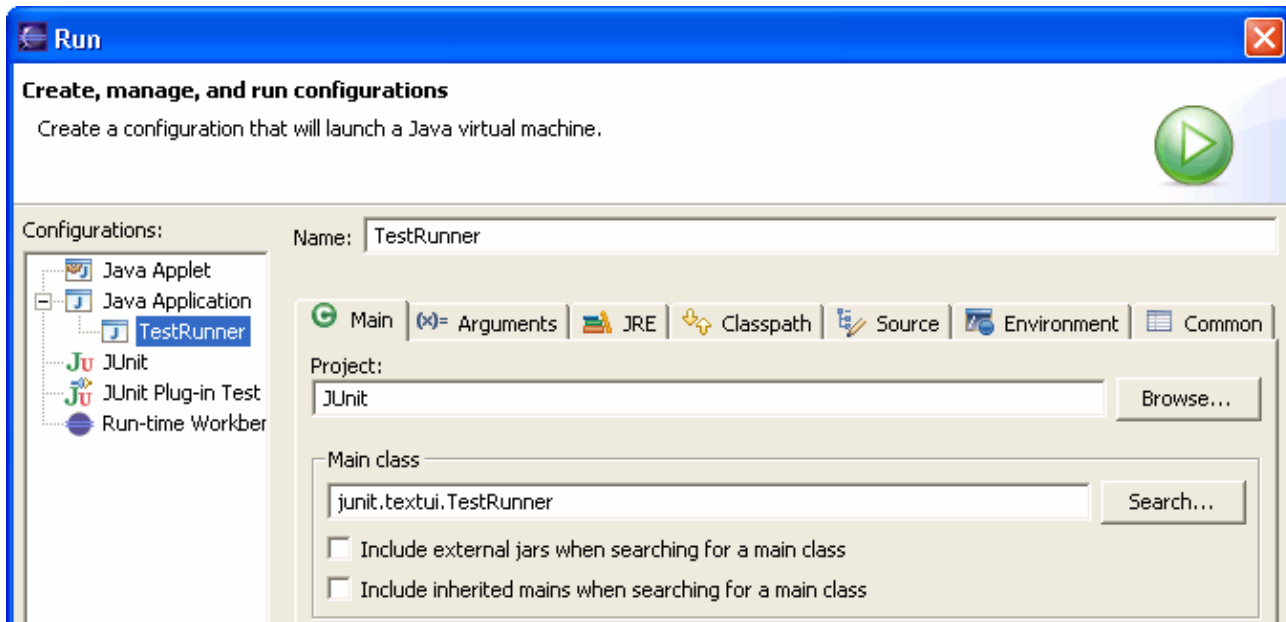 Run
Create, manage, and run configurations
Create a configuration that will launch a Java virtual machine.
Configurations:
Java Applet
Java Application
TestRunner
JUnit
JUnit Plug-in Test
Run-time Workber
Name: TestRunner
Main (x)= Arguments JRE Classpath Source Environment Common
Project:
JUnit Browse...
Main class
junit.textui.TestRunner Search...
Include external jars when searching for a main class
Include inherited mains when searching for a main class